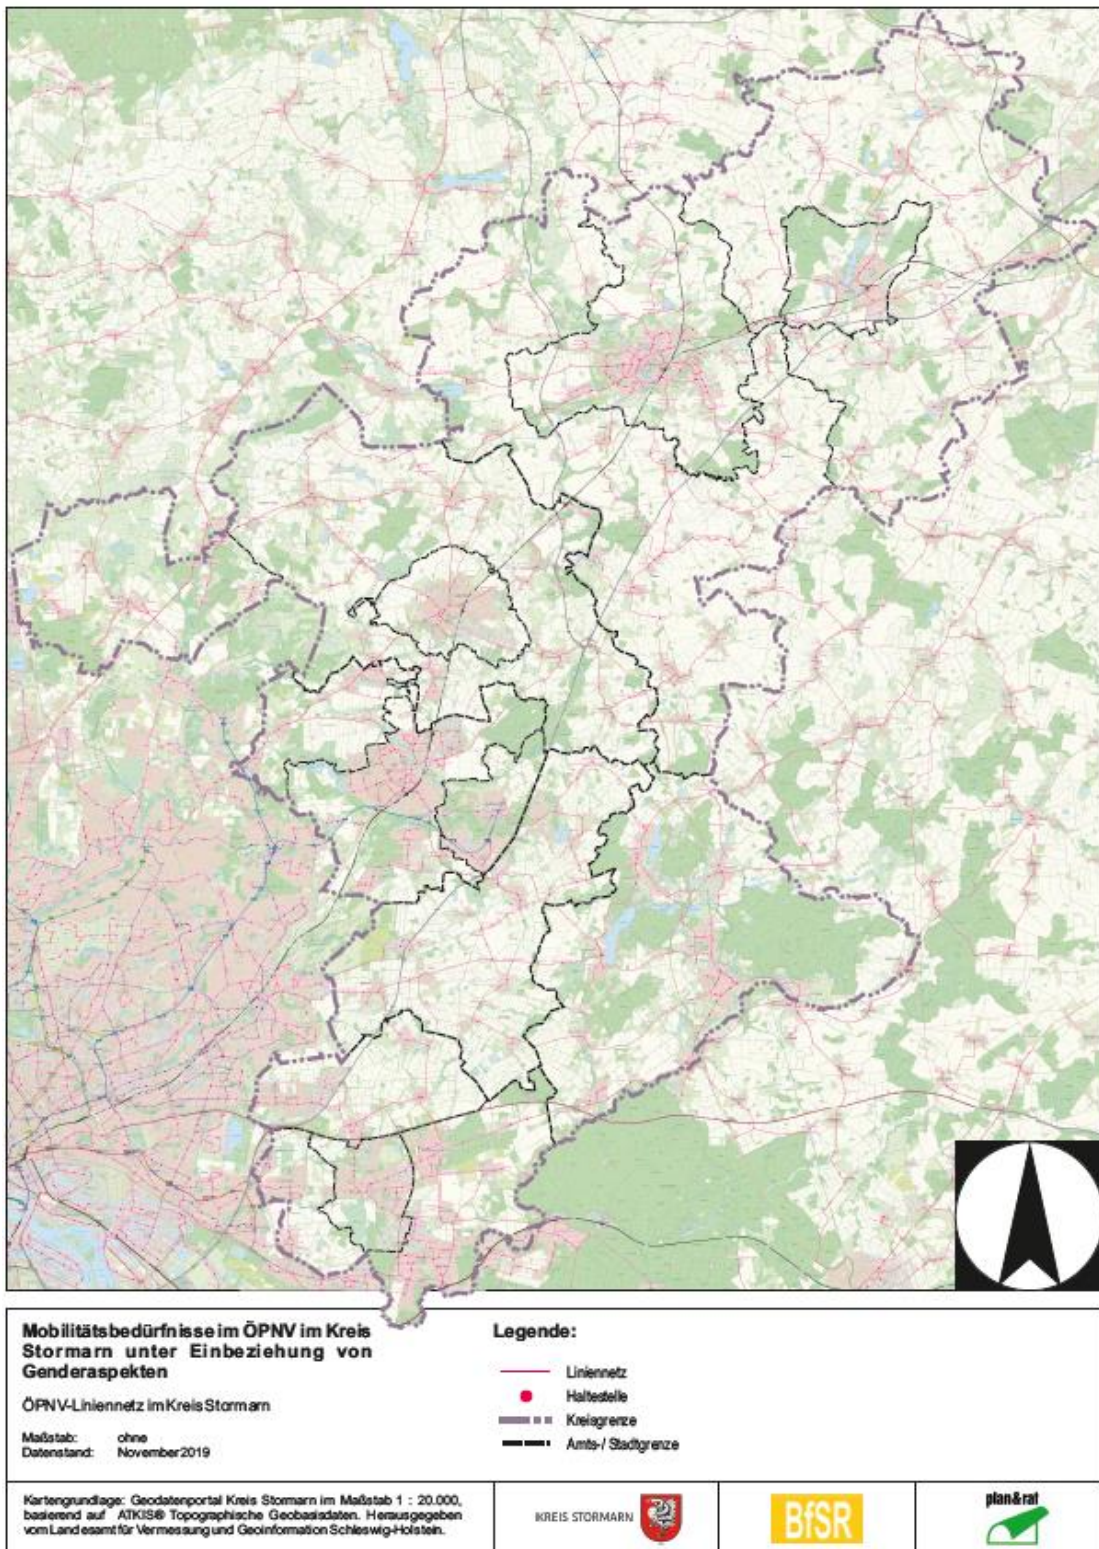 Mobilitätsbedürfnisse im ÖPNV im Kreis
Stormarn unter Einbeziehung von
Genderaspekten
ÖPNV-Liniennetz im Kreis Stormarn
Maßstab: ohne
Datenstand: November 2019
Legende:
Liniennetz
Haltestelle
Kreisgrenze
Amts-/ Stadtgrenze
Kartengrundlage: Geodatenportal Kreis Stormarn im Maßstab 1 : 20.000,
basierend auf ATKIS® Topographische Geobasisdaten. Herausgegeben
vom Landesamt für Vermessung und Geoinformation Schleswig-Holstein.
KREIS STORMARN
BfSR
plan&rat